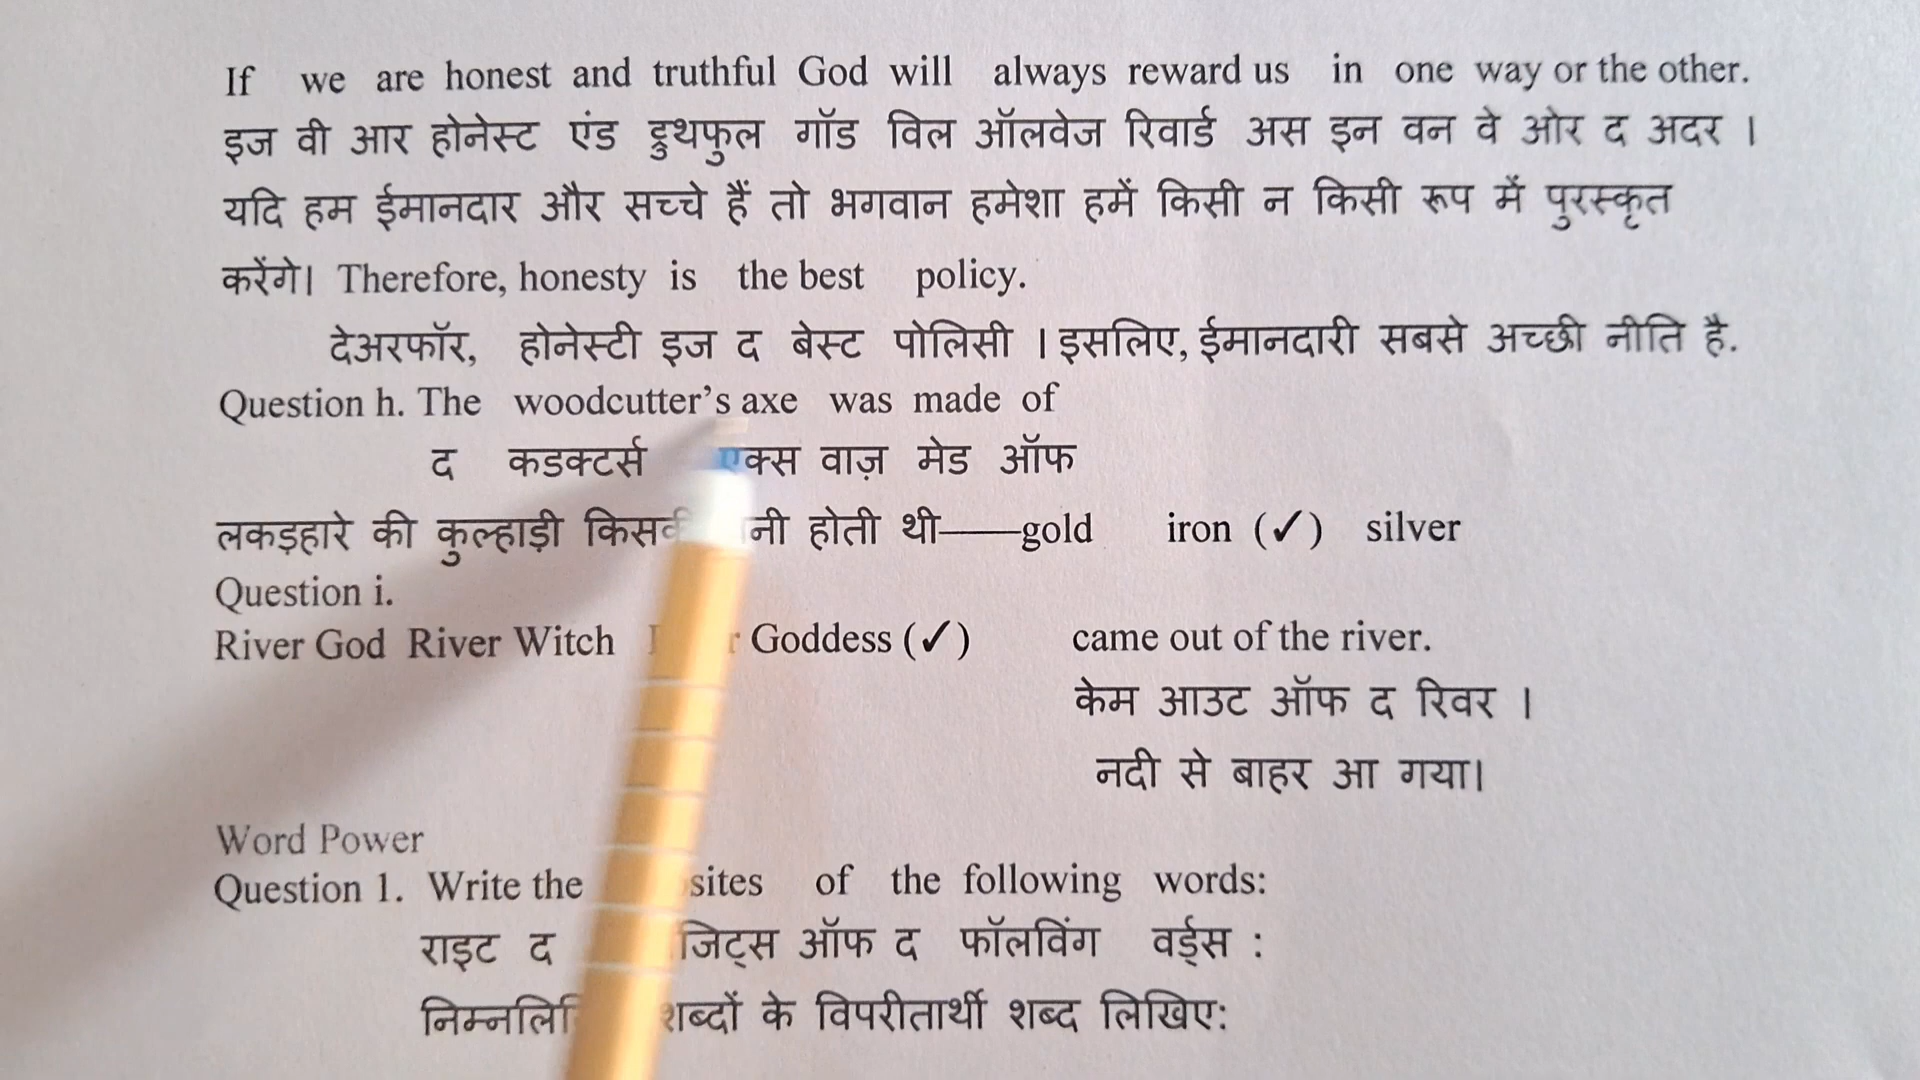 If we are honest and truthful God will always reward us in one way or the other.
इज वी आर होनेस्ट एंड ट्रुथफुल गॉड विल ऑलवेज रिवार्ड अस इन वन वे ओर द अदर ।
यदि हम ईमानदार और सच्चे हैं तो भगवान हमेशा हमें किसी न किसी रूप में पुरस्कृत
करेंगे। Therefore, honesty is the best policy.
देअरफॉर, होनेस्टी इज द बेस्ट पोलिसी । इसलिए, ईमानदारी सबसे अच्छी नीति है.
Question h. The woodcutter’s axe was made of
द कडक्टर्स एक्स वाज़ मेड ऑफ
लकड़हारे की कुल्हाड़ी होती थी——gold iron (✓) silver
Question i.
River God River Witch Goddess (✓) came out of the river.
केम आउट ऑफ द रिवर ।
नदी से बाहर आ गया।
Word Power
Question 1. Write the of the following words:
राइट द ऑफ द फॉलविंग वर्ड्स :
शब्दों के विपरीतार्थी शब्द लिखिए: